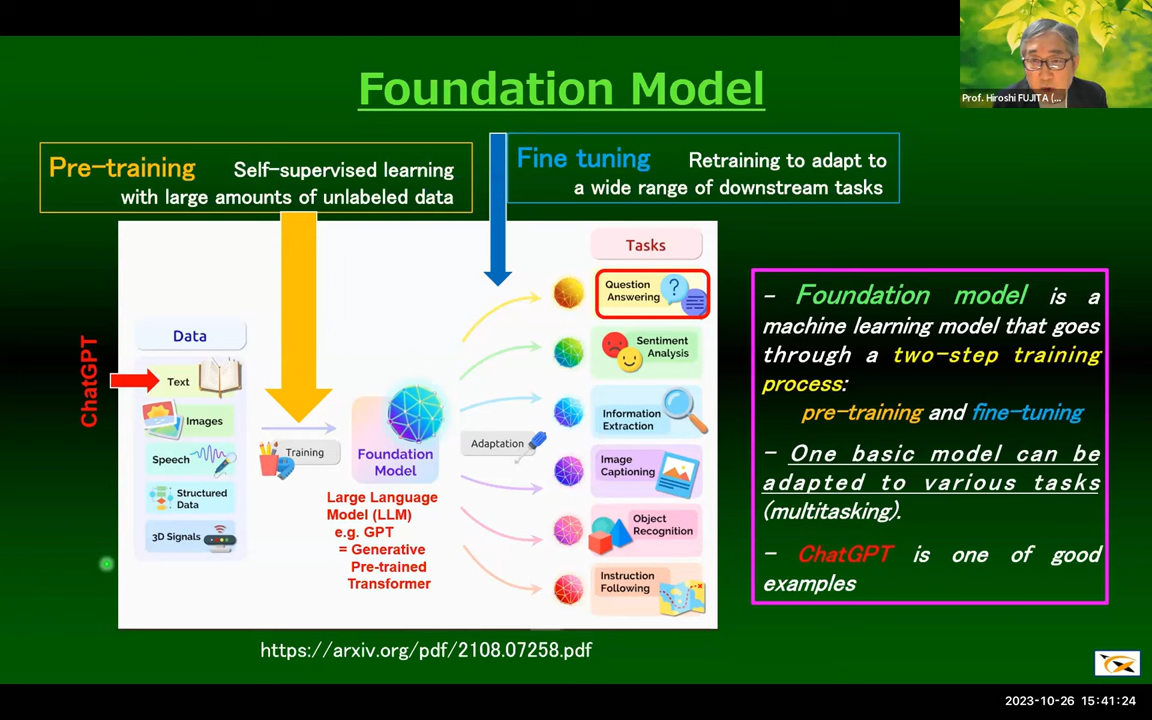 Foundation Model
Prof. Hiroshi FUJITA (...
Pre-training Self-supervised learning
with large amounts of unlabeled data
Fine tuning Retraining to adapt to
a wide range of downstream tasks
ChatGPT
Data
Text
Images
Speech
Structured
Data
3D Signals
Training
Foundation
Model
Large Language
Model (LLM)
e.g. GPT
= Generative
Pre-trained
Transformer
Adaptation
Tasks
Question
Answering
Sentiment
Analysis
Information
Extraction
Image
Captioning
Object
Recognition
Instruction
Following
- Foundation model is a
machine learning model that goes
through a two-step training
process:
pre-training and fine-tuning
- One basic model can be
adapted to various tasks
(multitasking).
- ChatGPT is one of good
examples
https://arxiv.org/pdf/2108.07258.pdf
2023-10-26 15:41:24